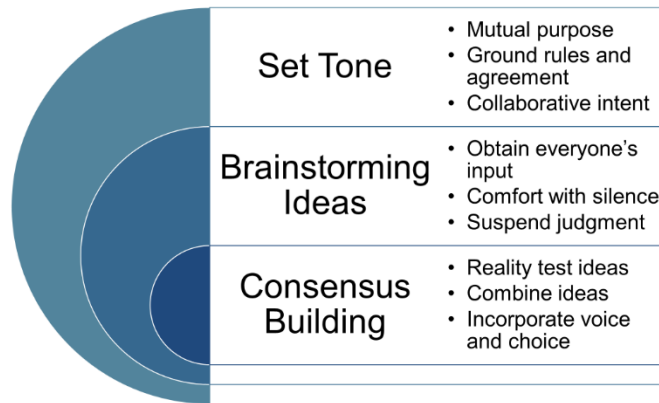 Set Tone
• Mutual purpose
• Ground rules and
agreement
• Collaborative intent
Brainstorming
Ideas
• Obtain everyone’s
input
• Comfort with silence
• Suspend judgment
Consensus
Building
• Reality test ideas
• Combine ideas
• Incorporate voice
and choice